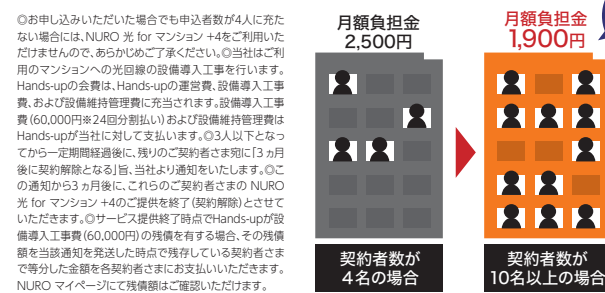 ◎お申し込みいただいた場合でも申込者数が4人に充た
ない場合には、NURO 光 for マンション +4をご利用いた
だけませんので、あらかじめご了承ください。◎当社はご利
用のマンションへの光回線の設備導入工事を行います。
Hands-upの会費は、Hands-upの運営費、設備導入工事
費、および設備維持管理費に充当されます。設備導入工事
費(60,000円※24回分割払い)および設備維持管理費は
Hands-upが当社に対して支払います。◎3人以下となっ
てから一定期間経過後に、残りのご契約者さま宛に「3ヵ月
後に契約解除となる」旨、当社より通知をいたします。◎こ
の通知から3ヵ月後に、これらのご契約者さまの NURO
光 for マンション +4のご提供を終了(契約解除)とさせて
いただきます。◎サービス提供終了時点でHands-upが設
備導入工事費(60,000円)の残債を有する場合、その残債
額を当該通知を発送した時点で残存している契約者さま
で等分した金額を各契約者さまにお支払いいただきます。
NURO マイページにて残債額はご確認いただけます。
月額負担金
2,500円
契約者数が
4名の場合
月額負担金
1,900円
契約者数が
10名以上の場合